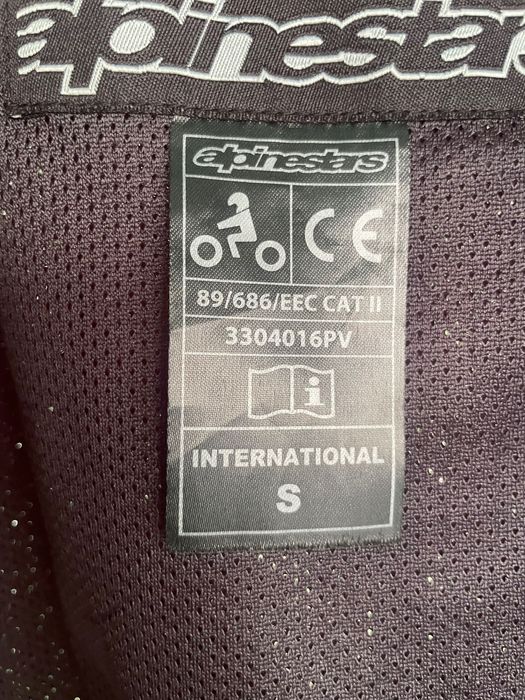 alpinestars
alpinestars
CE
89/686/EEC CAT II
3304016PV
i
INTERNATIONAL
S